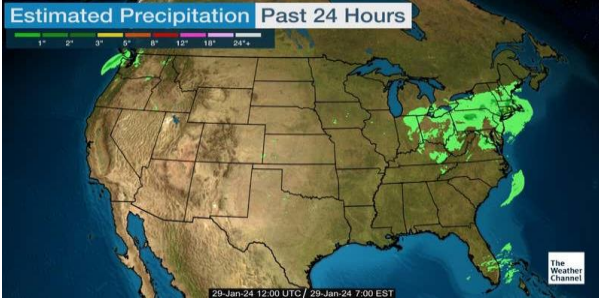 Estimated Precipitation Past 24 Hours
1" 2" 3" 5" 8" 12" 18" 24"+
The
Weather
Channel
29-Jan-24 12:00 UTC / 29-Jan-24 7:00 EST